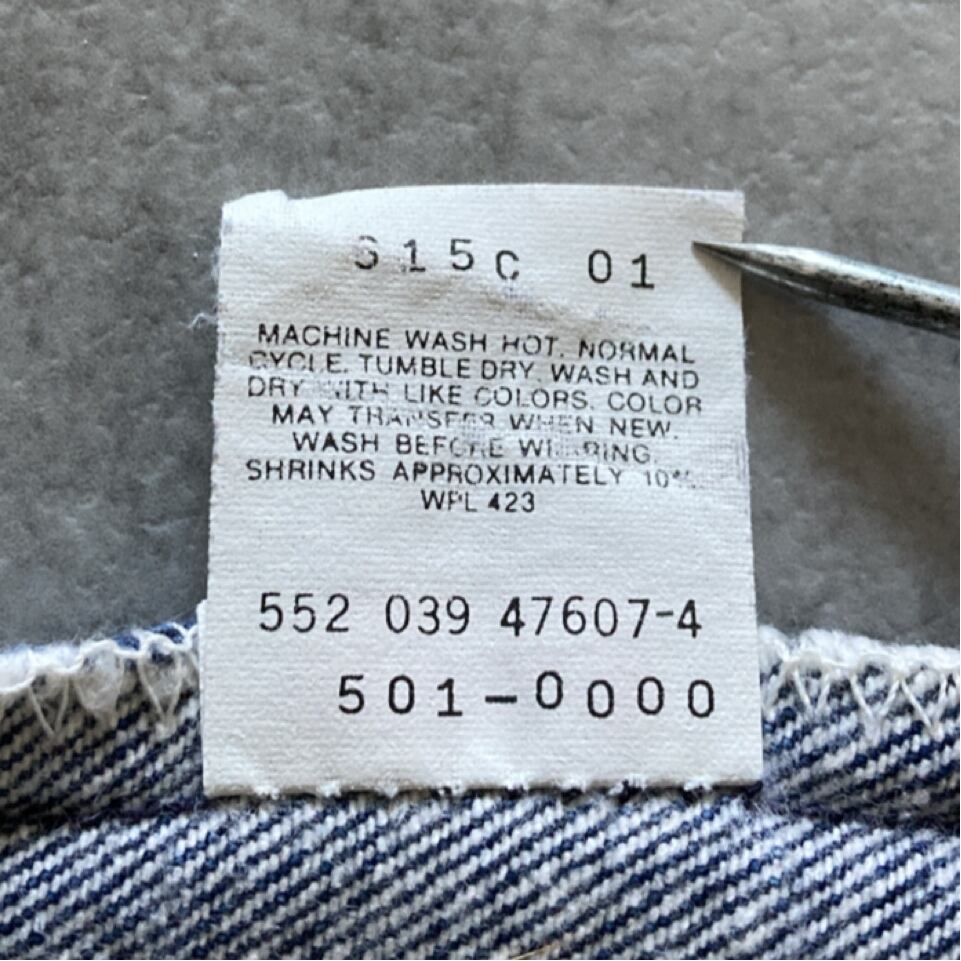 S15C 01
MACHINE WASH HOT. NORMAL
CYCLE. TUMBLE DRY. WASH AND
DRY WITH LIKE COLORS. COLOR
MAY TRANSFER WHEN NEW.
WASH BEFORE WEARING.
SHRINKS APPROXIMATELY 10%.
WPL 423
552 039 47607-4
501-0000